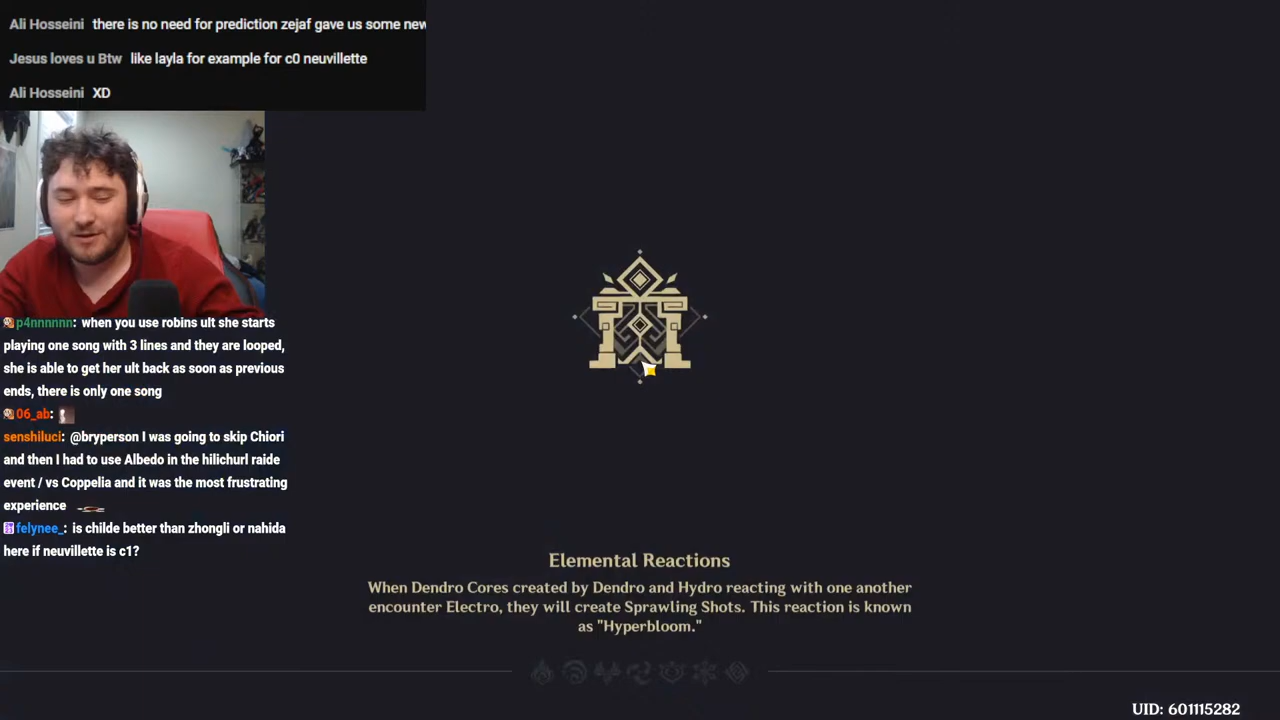 Ali Hosseini there is no need for prediction zejaf gave us some new
Jesus loves u Btw like layla for example for c0 neuvillette
Ali Hosseini XD
p4nnnnnn: when you use robins ult she starts
playing one song with 3 lines and they are looped,
she is able to get her ult back as soon as previous
ends, there is only one song
06_ab:
senshiluci: @bryperson I was going to skip Chiori
and then I had to use Albedo in the hilichurl raide
event / vs Coppelia and it was the most frustrating
experience
felynee_: is childe better than zhongli or nahida
here if neuvillette is c1?
Elemental Reactions
When Dendro Cores created by Dendro and Hydro reacting with one another
encounter Electro, they will create Sprawling Shots. This reaction is known
as "Hyperbloom."
UID: 601115282